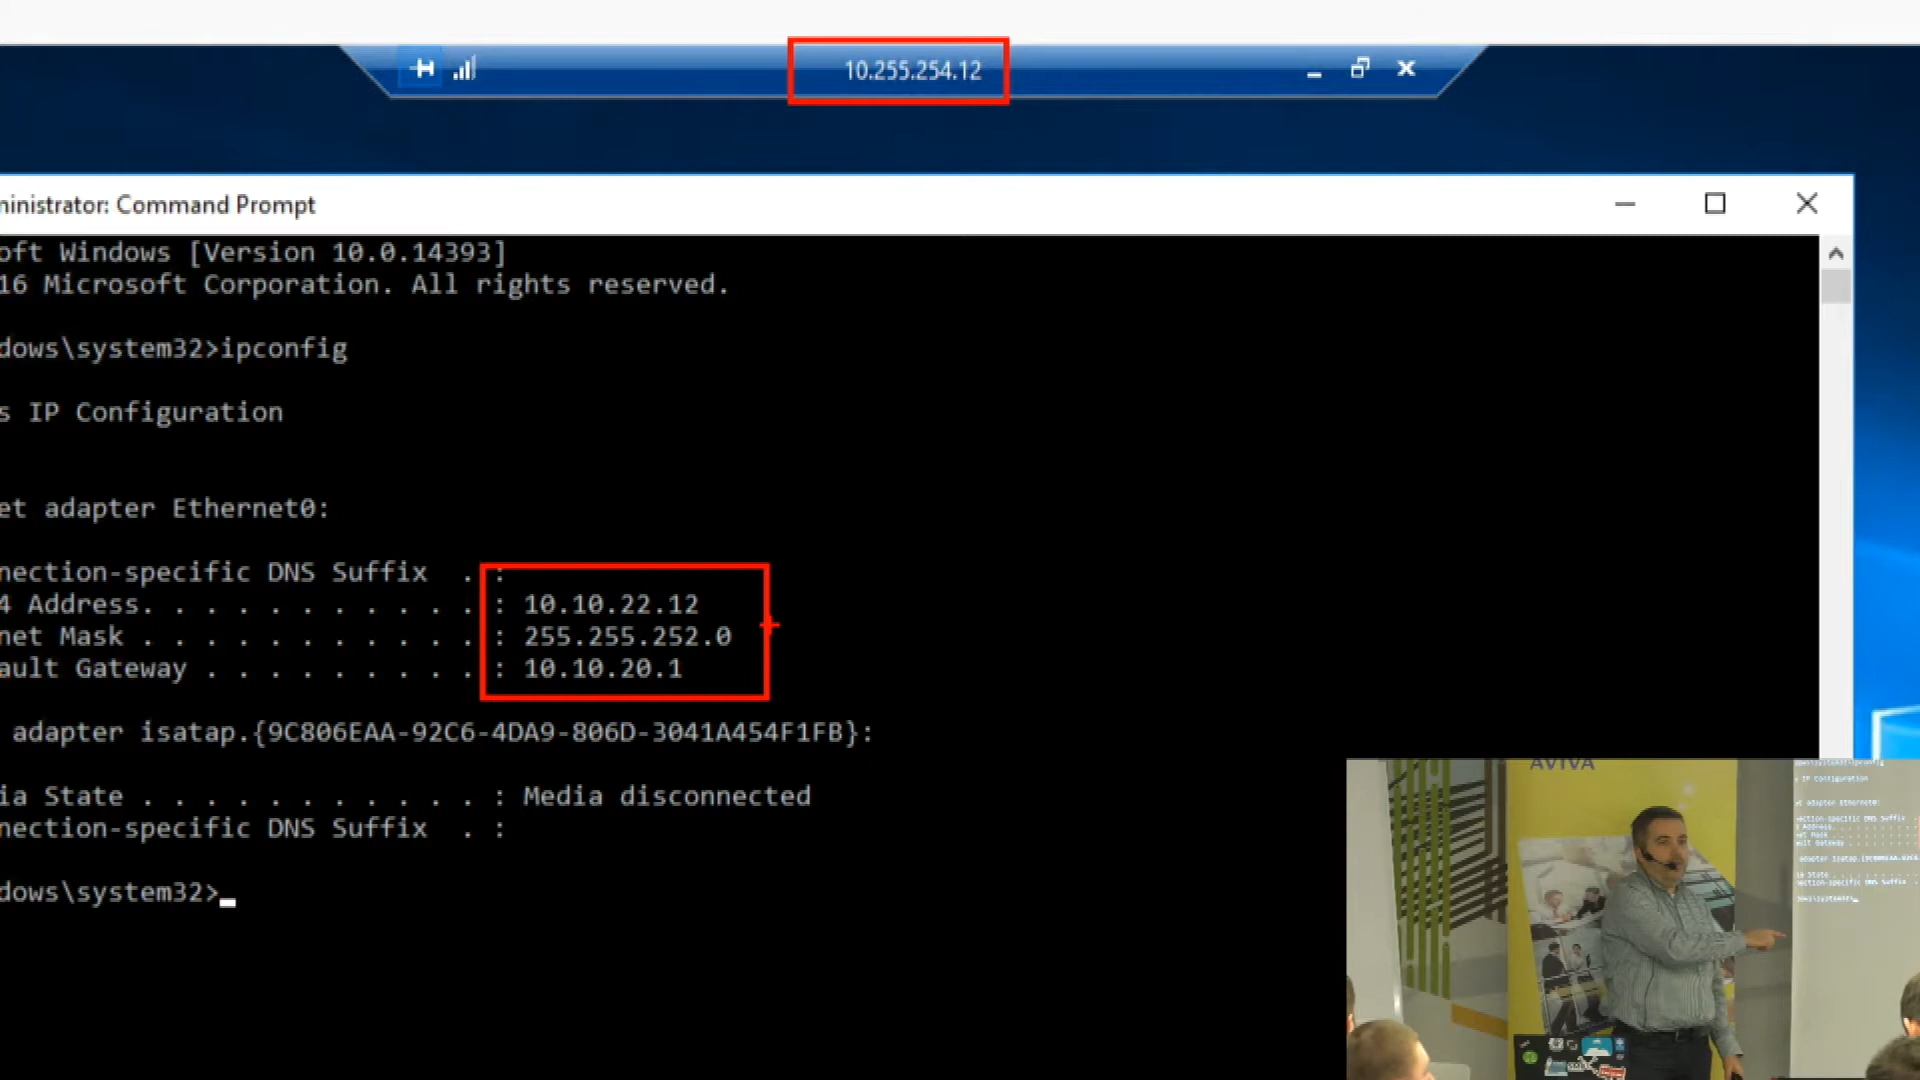 10.255.254.12
ministrator: Command Prompt
oft Windows [Version 10.0.14393]
16 Microsoft Corporation. All rights reserved.
dows\system32>ipconfig
s IP Configuration
et adapter Ethernet0:
nection-specific DNS Suffix . :
4 Address. . . . . . . . . . . : 10.10.22.12
net Mask . . . . . . . . . . . : 255.255.252.0
ault Gateway . . . . . . . . . : 10.10.20.1
adapter isatap.{9C806EAA-92C6-4DA9-806D-3041A454F1FB}:
ia State . . . . . . . . . . . : Media disconnected
nection-specific DNS Suffix . :
dows\system32>
AVIVA